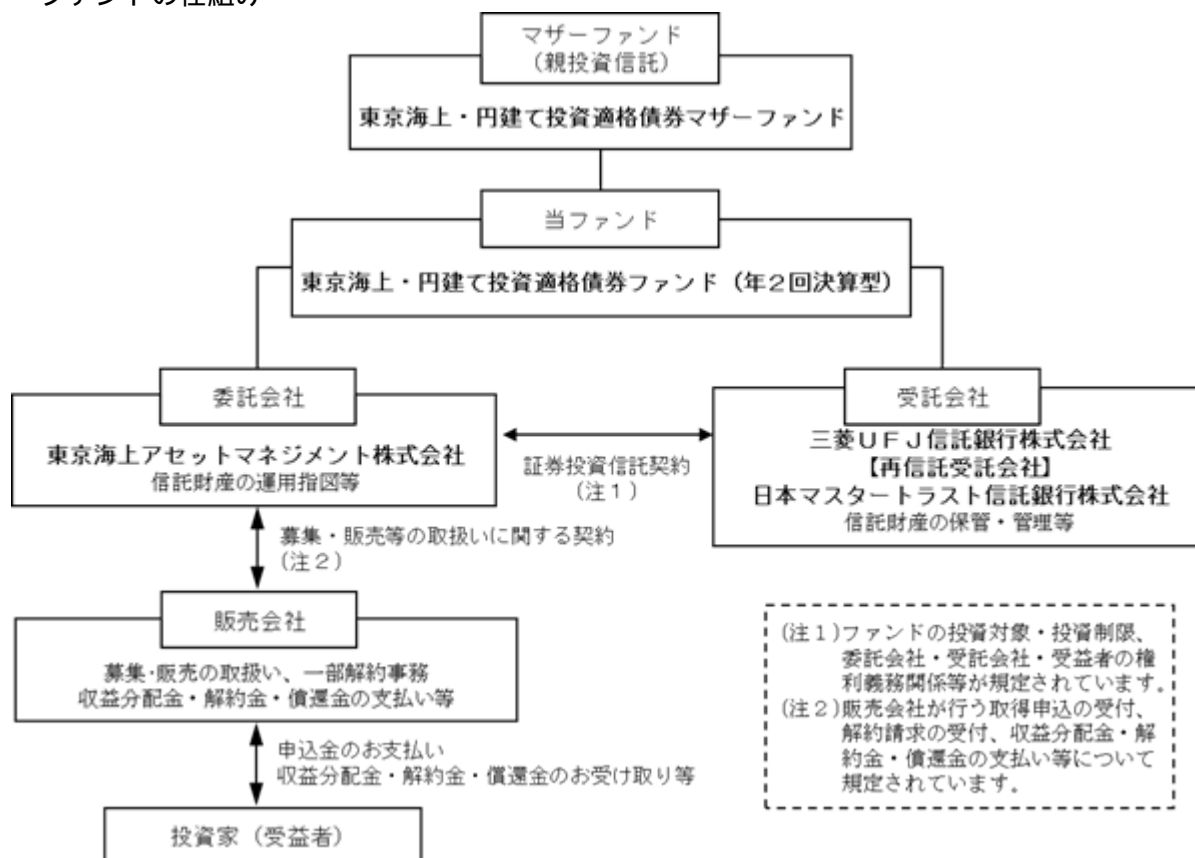 ファンドの仕組み
マザーファンド
（親投資信託）
東京海上・円建て投資適格債券マザーファンド
当ファンド
東京海上・円建て投資適格債券ファンド（年２回決算型）
委託会社
東京海上アセットマネジメント株式会社
信託財産の運用指図等
証券投資信託契約
（注１）
受託会社
三菱ＵＦＪ信託銀行株式会社
【再信託受託会社】
日本マスタートラスト信託銀行株式会社
信託財産の保管・管理等
募集・販売等の取扱いに関する契約
（注２）
販売会社
募集・販売の取扱い、一部解約事務
収益分配金・解約金・償還金の支払い等
申込金のお支払い
収益分配金・解約金・償還金のお受け取り等
投資家（受益者）
（注１）ファンドの投資対象・投資制限、
委託会社・受託会社・受益者の権
利義務関係等が規定されています。
（注２）販売会社が行う取得申込の受付、
解約請求の受付、収益分配金・解
約金・償還金の支払い等について
規定されています。